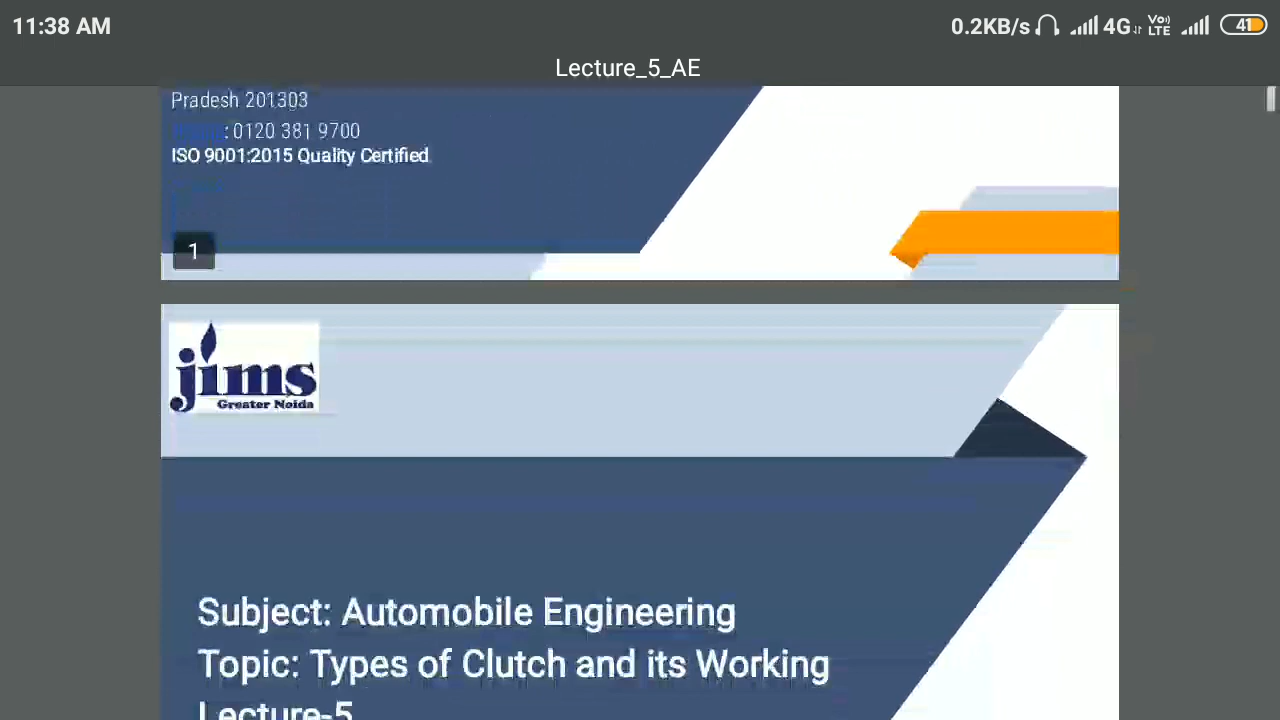 11:38 AM
0.2KB/s 4G Vo)) LTE 41
Lecture_5_AE
Pradesh 201303
: 0120 381 9700
ISO 9001:2015 Quality Certified
1
jims
Greater Noida
Subject: Automobile Engineering
Topic: Types of Clutch and its Working
Lecture-5